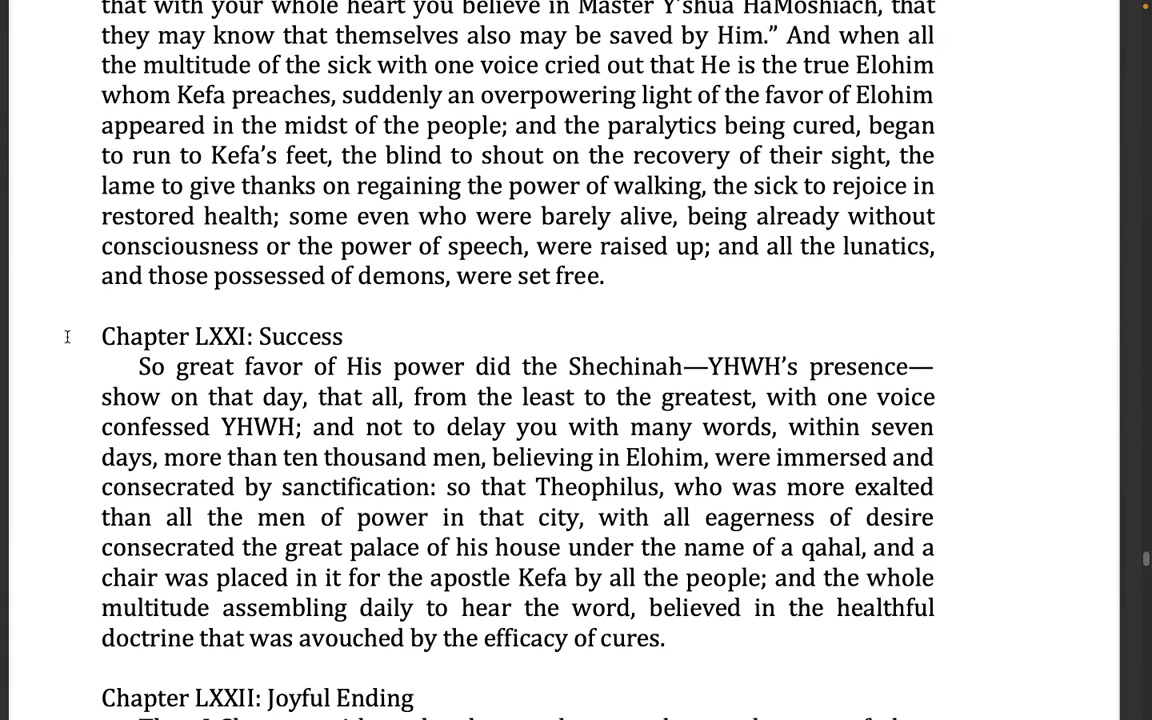 that with your whole heart you believe in Master Y’shua HaMoshiach, that
they may know that themselves also may be saved by Him.” And when all
the multitude of the sick with one voice cried out that He is the true Elohim
whom Kefa preaches, suddenly an overpowering light of the favor of Elohim
appeared in the midst of the people; and the paralytics being cured, began
to run to Kefa’s feet, the blind to shout on the recovery of their sight, the
lame to give thanks on regaining the power of walking, the sick to rejoice in
restored health; some even who were barely alive, being already without
consciousness or the power of speech, were raised up; and all the lunatics,
and those possessed of demons, were set free.
Chapter LXXI: Success
So great favor of His power did the Shechinah—YHWH’s presence—
show on that day, that all, from the least to the greatest, with one voice
confessed YHWH; and not to delay you with many words, within seven
days, more than ten thousand men, believing in Elohim, were immersed and
consecrated by sanctification: so that Theophilus, who was more exalted
than all the men of power in that city, with all eagerness of desire
consecrated the great palace of his house under the name of a qahal, and a
chair was placed in it for the apostle Kefa by all the people; and the whole
multitude assembling daily to hear the word, believed in the healthful
doctrine that was avouched by the efficacy of cures.
Chapter LXXII: Joyful Ending